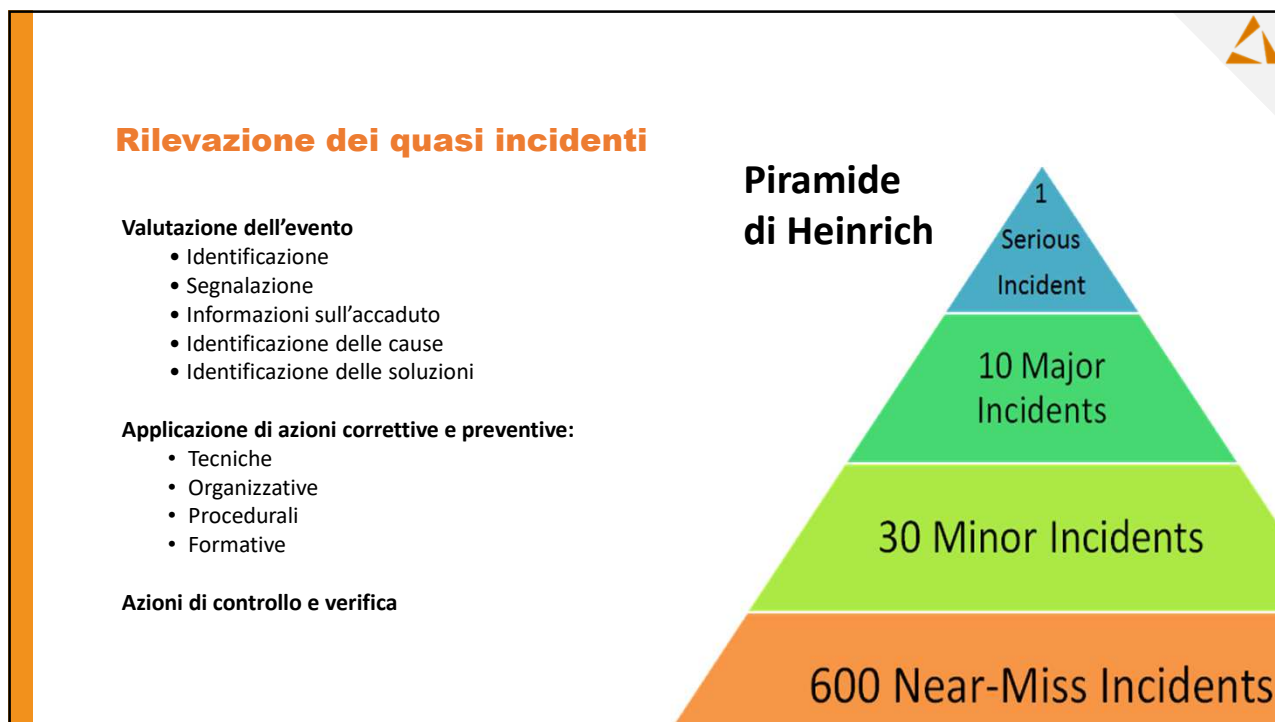 Rilevazione dei quasi incidenti
Valutazione dell’evento
• Identificazione
• Segnalazione
• Informazioni sull’accaduto
• Identificazione delle cause
• Identificazione delle soluzioni
Applicazione di azioni correttive e preventive:
• Tecniche
• Organizzative
• Procedurali
• Formative
Azioni di controllo e verifica
Piramide
di Heinrich
1
Serious
Incident
10 Major
Incidents
30 Minor Incidents
600 Near-Miss Incidents